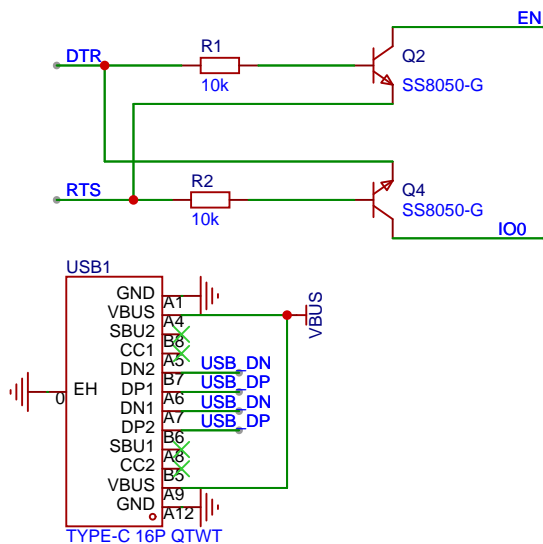 EN
DTR
R1
10k
Q2
SS8050-G
RTS
R2
10k
Q4
SS8050-G
IO0
USB1
GND
A1
VBUS
A4
SBU2
B8
CC1
A5
DN2
B7
USB_DN
DP1
A6
USB_DP
DN1
A7
USB_DN
DP2
B6
USB_DP
SBU1
A8
CC2
B5
VBUS
A9
GND
A12
EH
0
VBUS
TYPE-C 16P QTWT